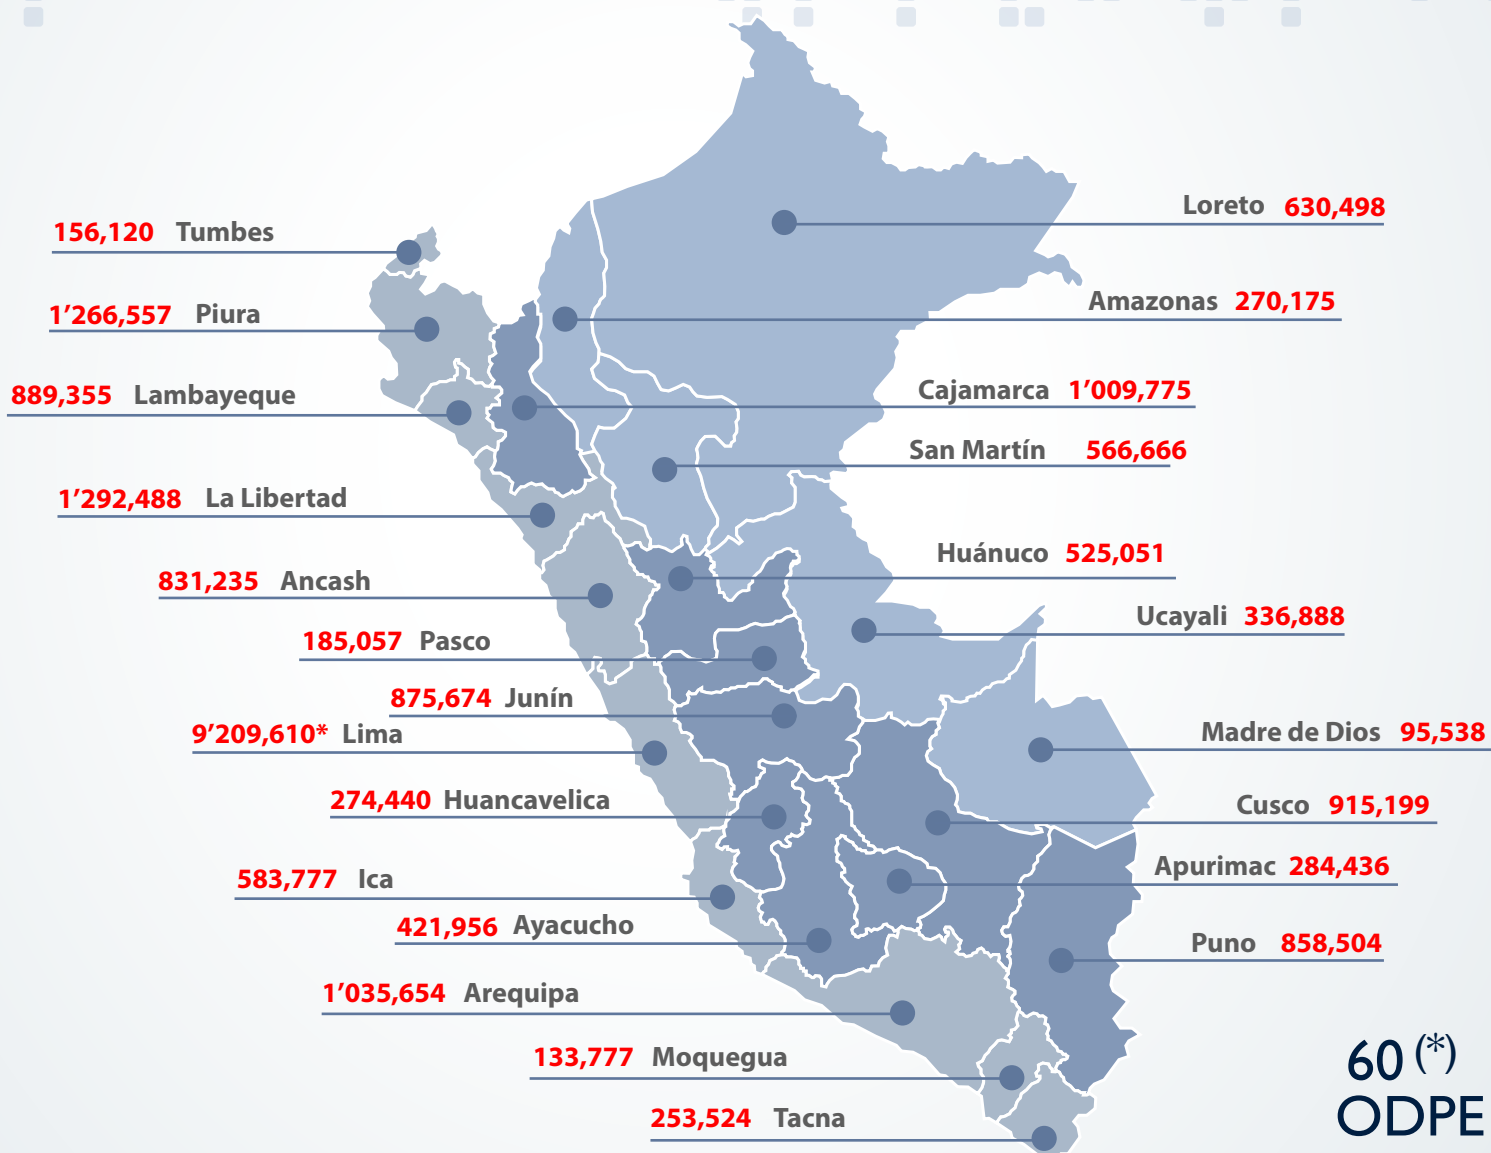 156,120 Tumbes
1’266,557 Piura
889,355 Lambayeque
1’292,488 La Libertad
831,235 Ancash
185,057 Pasco
875,674 Junín
9’209,610* Lima
274,440 Huancavelica
583,777 Ica
421,956 Ayacucho
1’035,654 Arequipa
133,777 Moquegua
253,524 Tacna
Loreto 630,498
Amazonas 270,175
Cajamarca 1’009,775
San Martín 566,666
Huánuco 525,051
Ucayali 336,888
Madre de Dios 95,538
Cusco 915,199
Apurimac 284,436
Puno 858,504
60 (*)
ODPE